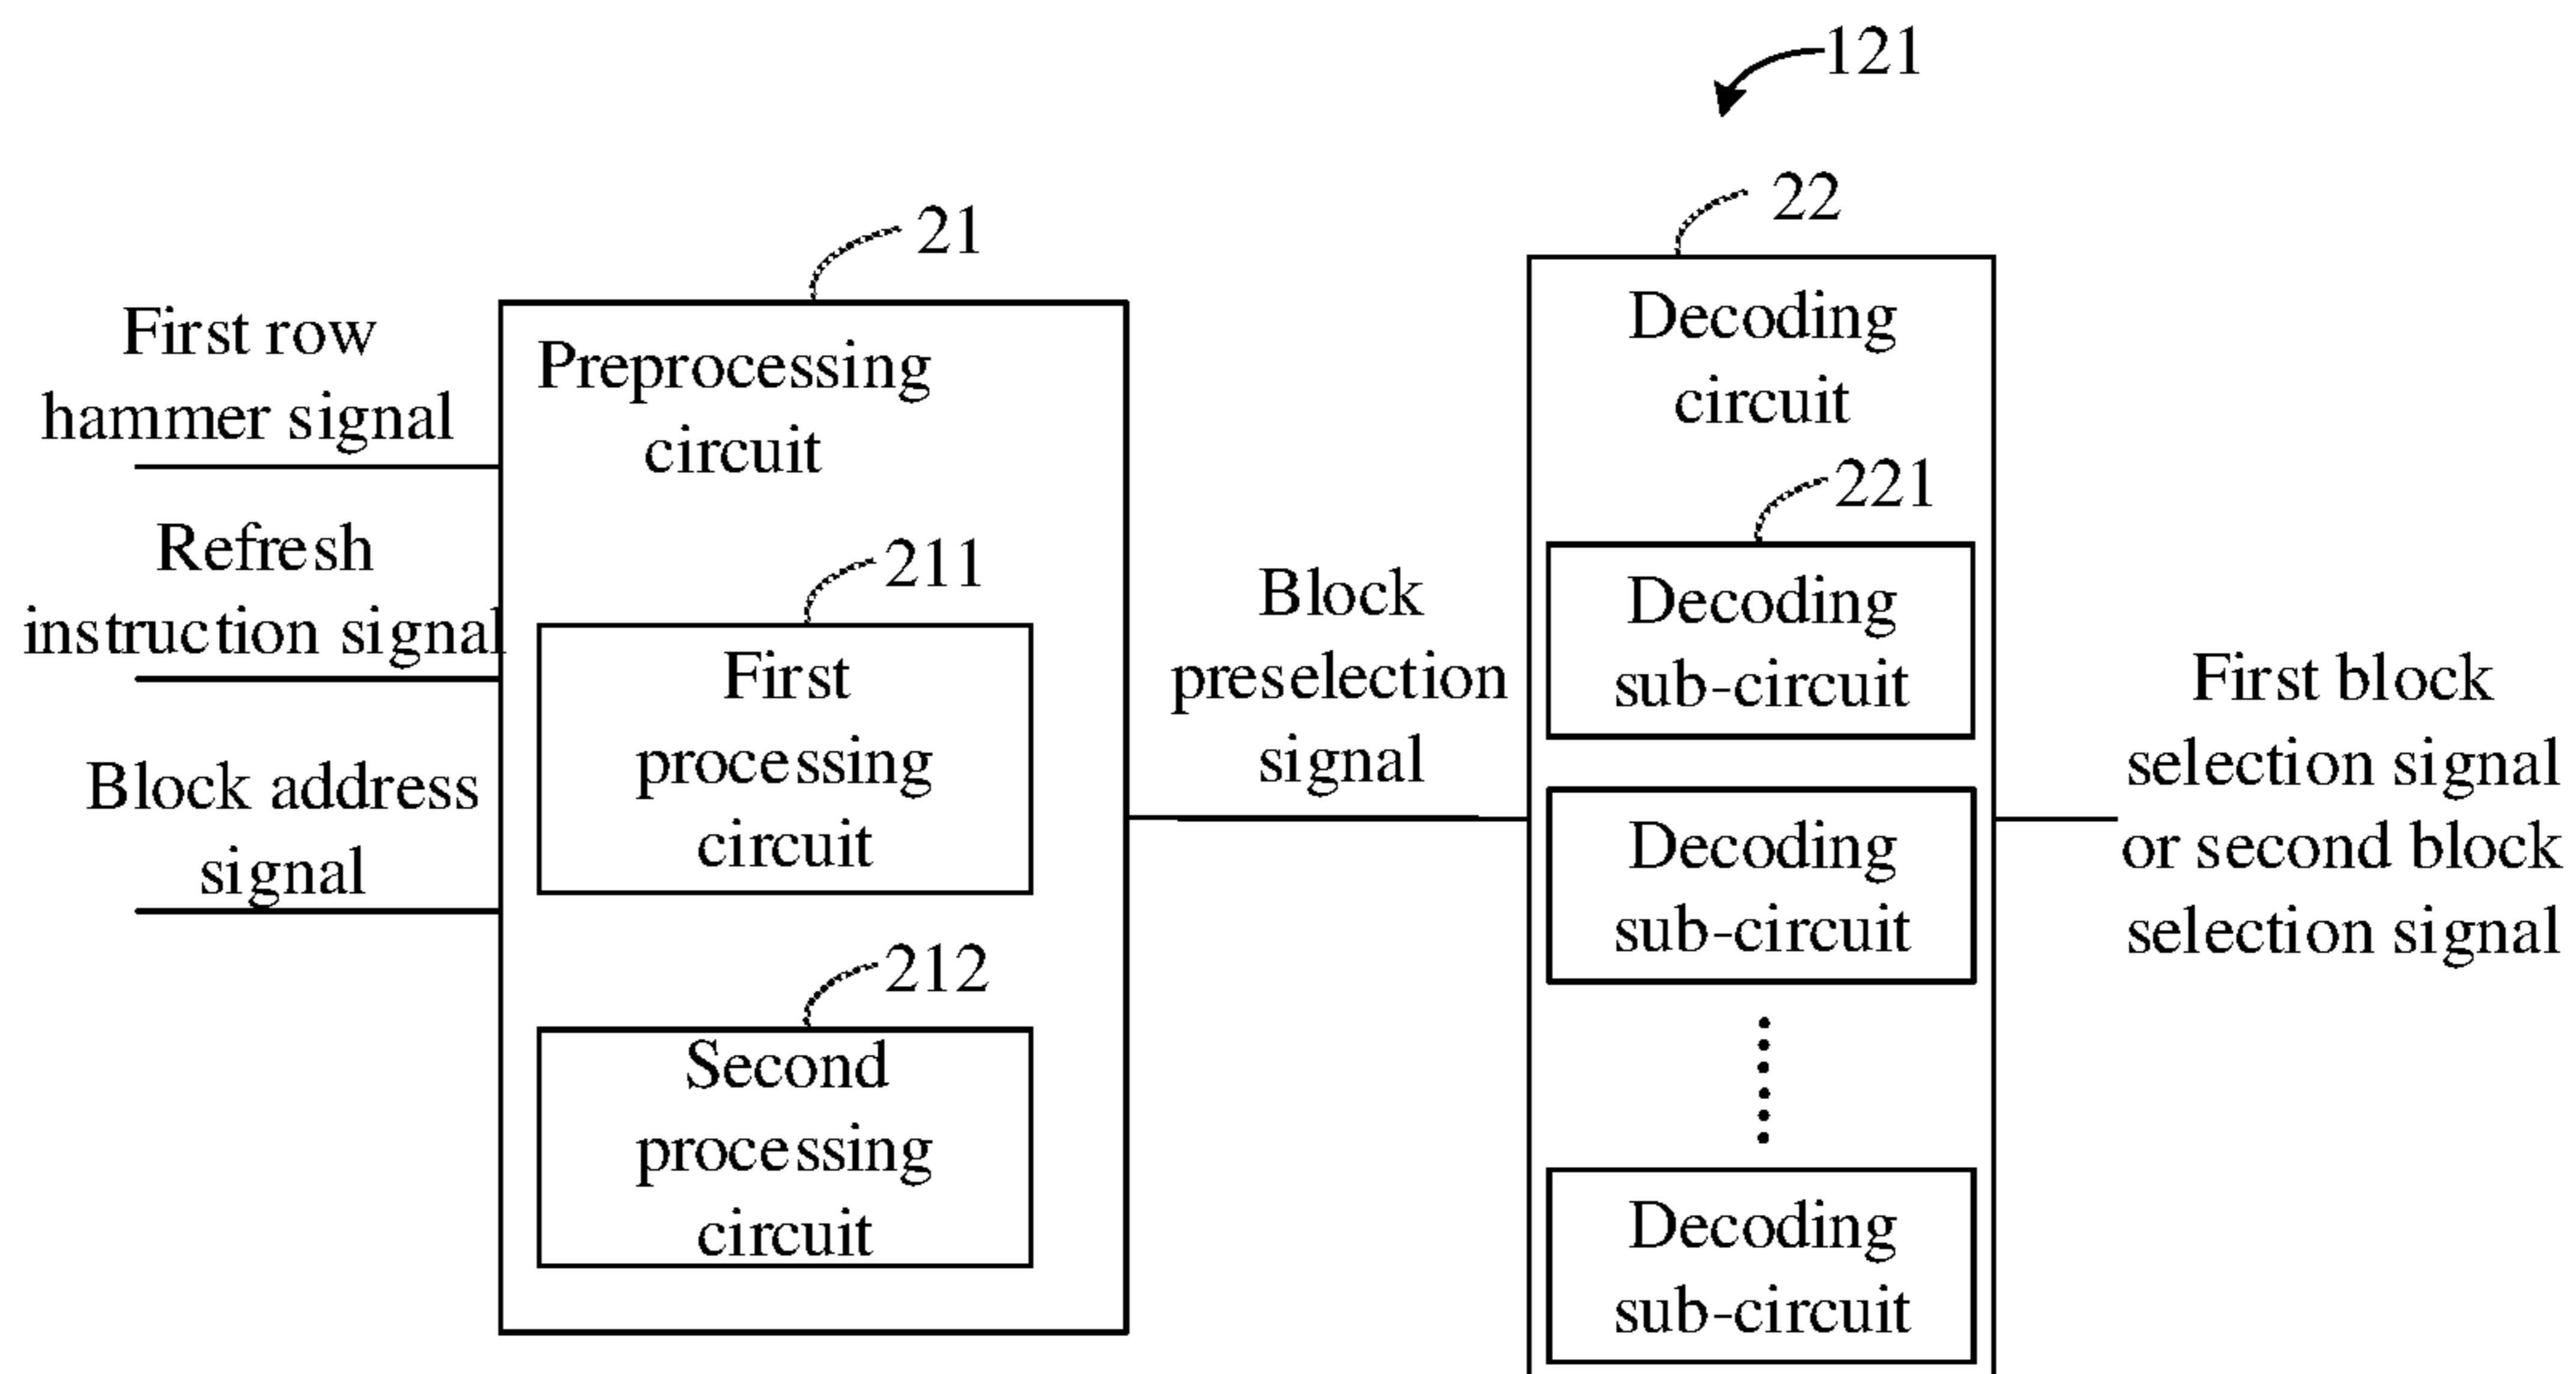 121
22
21
First row
hammer signal
Preprocessing
circuit
Decoding
circuit
221
Refresh
instruction signal
211
First
processing
circuit
Block
preselection
signal
Decoding
sub-circuit
First block
selection signal
or second block
selection signal
Block address
signal
Decoding
sub-circuit
212
Second
processing
circuit
Decoding
sub-circuit